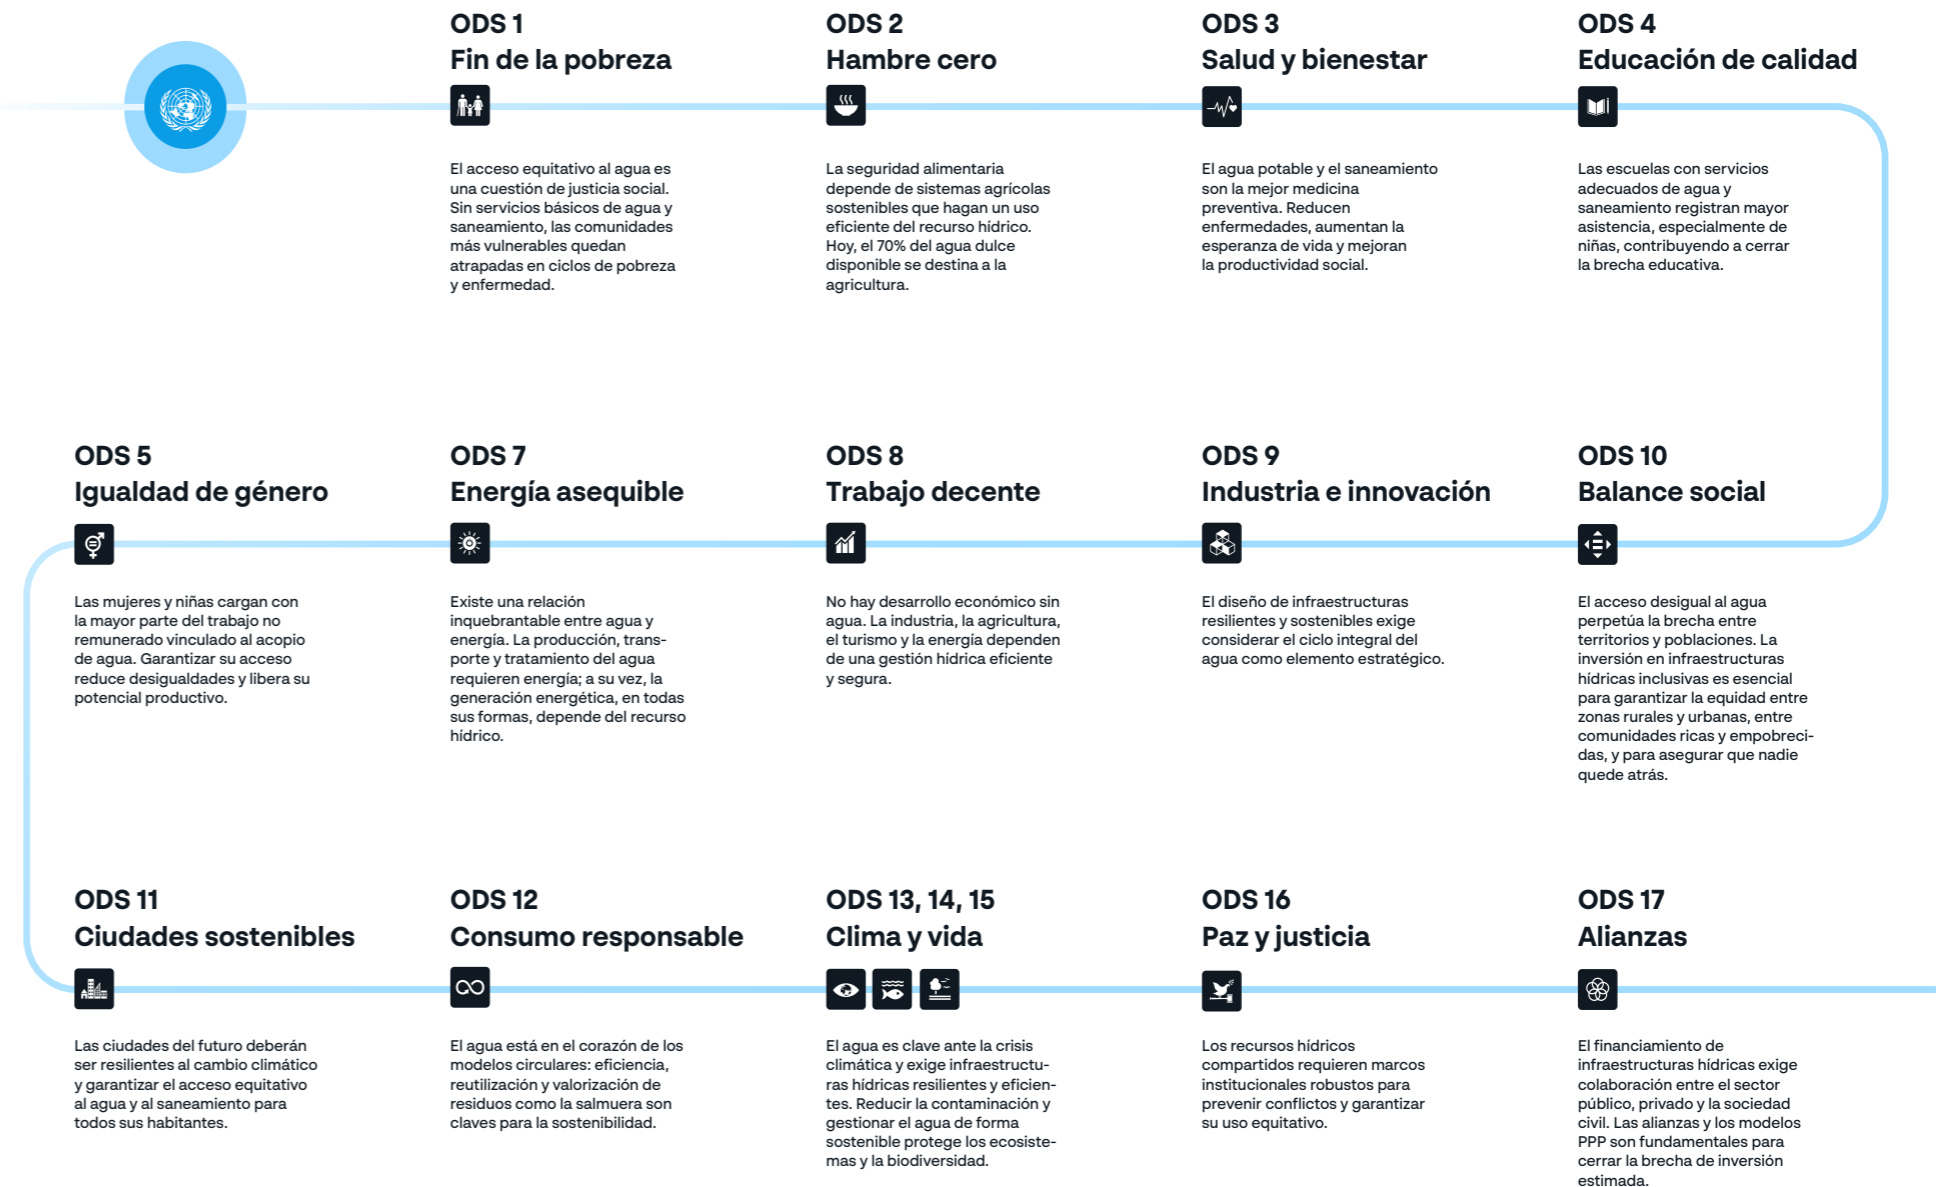 ODS 1
Fin de la pobreza
El acceso equitativo al agua es
una cuestión de justicia social.
Sin servicios básicos de agua y
saneamiento, las comunidades
más vulnerables quedan
atrapadas en ciclos de pobreza
y enfermedad.
ODS 2
Hambre cero
La seguridad alimentaria
depende de sistemas agrícolas
sostenibles que hagan un uso
eficiente del recurso hídrico.
Hoy, el 70% del agua dulce
disponible se destina a la
agricultura.
ODS 3
Salud y bienestar
El agua potable y el saneamiento
son la mejor medicina
preventiva. Reducen
enfermedades, aumentan la
esperanza de vida y mejoran
la productividad social.
ODS 4
Educación de calidad
Las escuelas con servicios
adecuados de agua y
saneamiento registran mayor
asistencia, especialmente de
niñas, contribuyendo a cerrar
la brecha educativa.
ODS 5
Igualdad de género
Las mujeres y niñas cargan con
la mayor parte del trabajo no
remunerado vinculado al acopio
de agua. Garantizar su acceso
reduce desigualdades y libera su
potencial productivo.
ODS 7
Energía asequible
Existe una relación
inquebrantable entre agua y
energía. La producción, trans-
porte y tratamiento del agua
requieren energía; a su vez, la
generación energética, en todas
sus formas, depende del recurso
hídrico.
ODS 8
Trabajo decente
No hay desarrollo económico sin
agua. La industria, la agricultura,
el turismo y la energía dependen
de una gestión hídrica eficiente
y segura.
ODS 9
Industria e innovación
El diseño de infraestructuras
resilientes y sostenibles exige
considerar el ciclo integral del
agua como elemento estratégico.
ODS 10
Balance social
El acceso desigual al agua
perpetúa la brecha entre
territorios y poblaciones. La
inversión en infraestructuras
hídricas inclusivas es esencial
para garantizar la equidad entre
zonas rurales y urbanas, entre
comunidades ricas y empobreci-
das, y para asegurar que nadie
quede atrás.
ODS 11
Ciudades sostenibles
Las ciudades del futuro deberán
ser resilientes al cambio climático
y garantizar el acceso equitativo
al agua y al saneamiento para
todos sus habitantes.
ODS 12
Consumo responsable
El agua está en el corazón de los
modelos circulares: eficiencia,
reutilización y valorización de
residuos como la salmuera son
claves para la sostenibilidad.
ODS 13, 14, 15
Clima y vida
El agua es clave ante la crisis
climática y exige infraestructu-
ras hídricas resilientes y eficien-
tes. Reducir la contaminación y
gestionar el agua de forma
sostenible protege los ecosiste-
mas y la biodiversidad.
ODS 16
Paz y justicia
Los recursos hídricos
compartidos requieren marcos
institucionales robustos para
prevenir conflictos y garantizar
su uso equitativo.
ODS 17
Alianzas
El financiamiento de
infraestructuras hídricas exige
colaboración entre el sector
público, privado y la sociedad
civil. Las alianzas y los modelos
PPP son fundamentales para
cerrar la brecha de inversión
estimada.